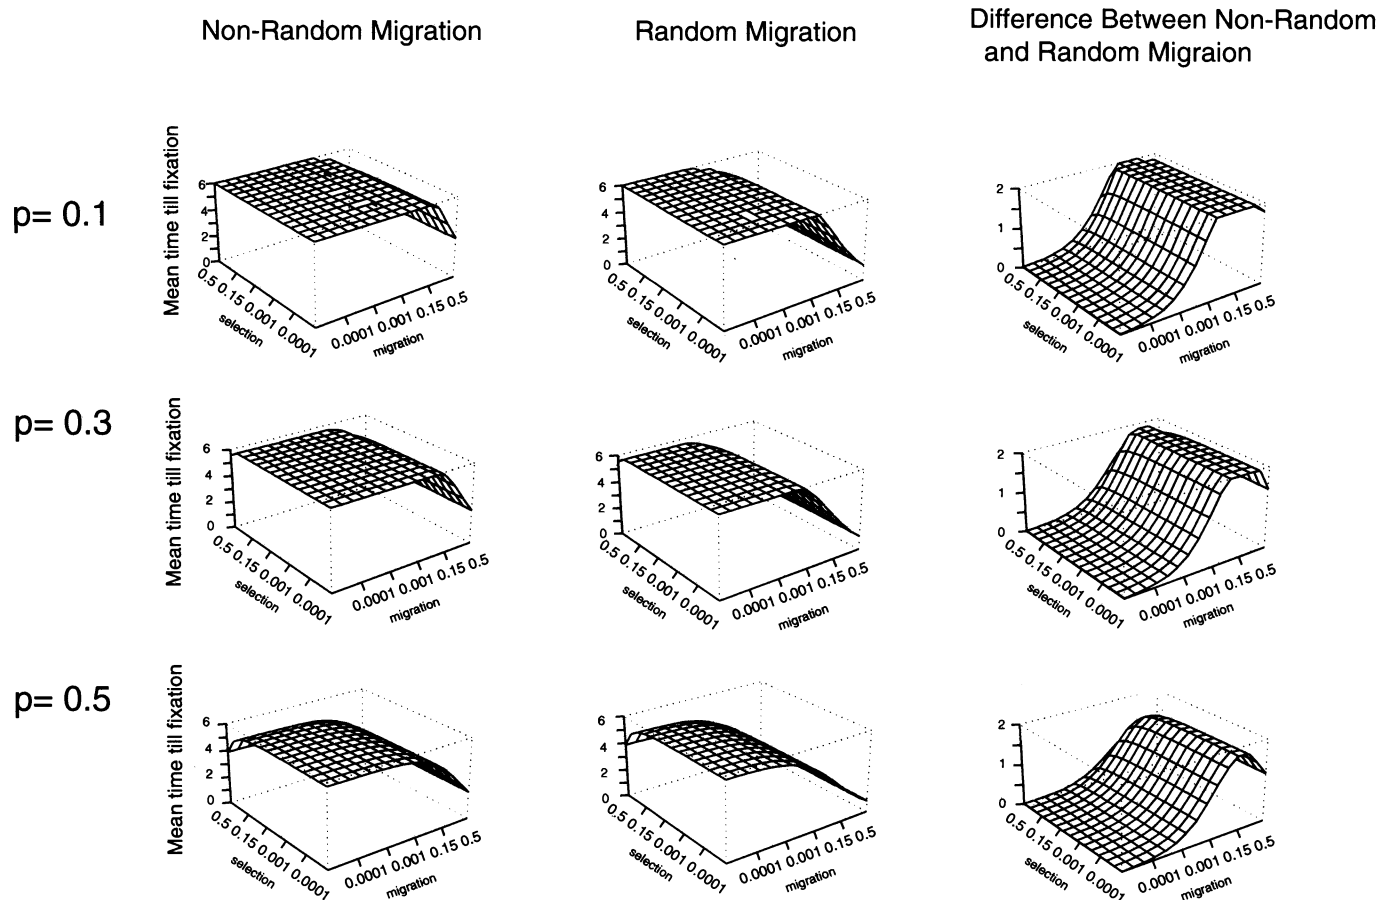 Non-Random Migration
Random Migration
Difference Between Non-Random
and Random Migraion
p= 0.1
Mean time till fixation
6
4
2
0
0.5 0.15 0.001 0.0001
selection
0.0001 0.001 0.15 0.5
migration
6
4
2
0
0.5 0.15 0.001 0.0001
selection
0.0001 0.001 0.15 0.5
migration
2
1
0
0.5 0.15 0.001 0.0001
selection
0.0001 0.001 0.15 0.5
migration
p= 0.3
Mean time till fixation
6
4
2
0
0.5 0.15 0.001 0.0001
selection
0.0001 0.001 0.15 0.5
migration
6
4
2
0
0.5 0.15 0.001 0.0001
selection
0.0001 0.001 0.15 0.5
migration
2
1
0
0.5 0.15 0.001 0.0001
selection
0.0001 0.001 0.15 0.5
migration
p= 0.5
Mean time till fixation
6
4
2
0
0.5 0.15 0.001 0.0001
selection
0.0001 0.001 0.15 0.5
migration
6
4
2
0
0.5 0.15 0.001 0.0001
selection
0.0001 0.001 0.15 0.5
migration
2
1
0
0.5 0.15 0.001 0.0001
selection
0.0001 0.001 0.15 0.5
migration